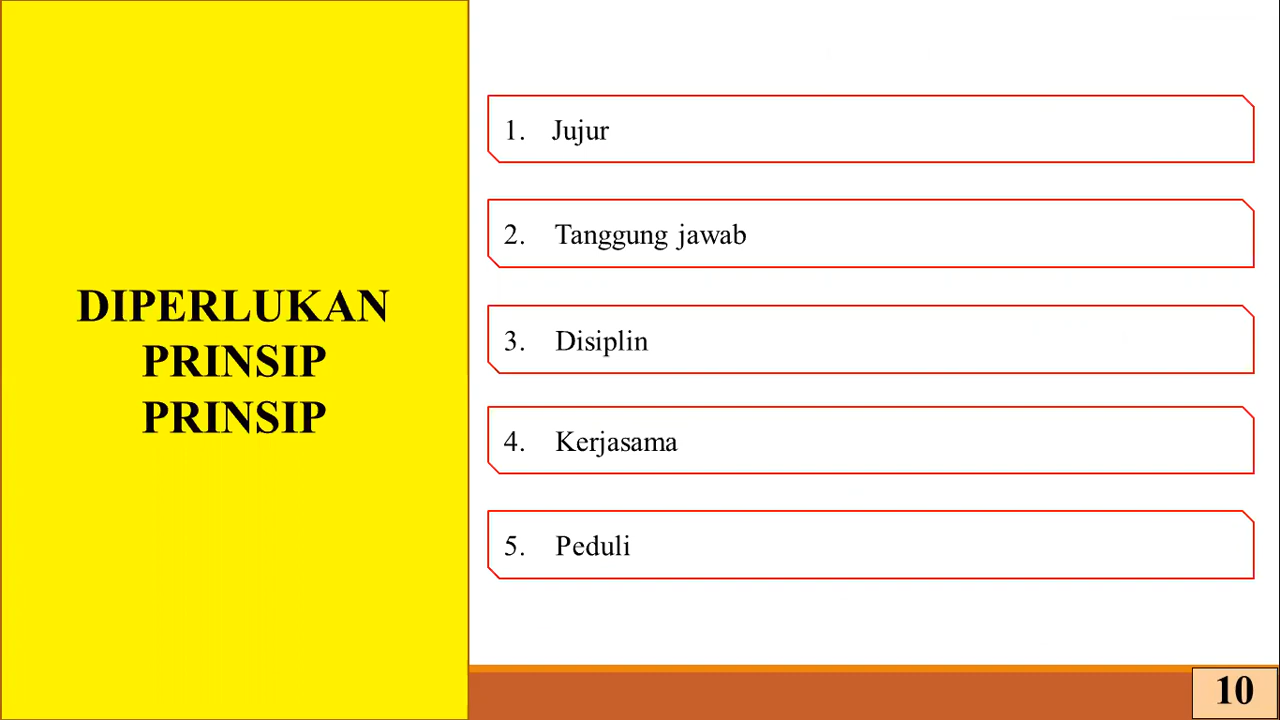 DIPERLUKAN
PRINSIP
PRINSIP
1. Jujur
2. Tanggung jawab
3. Disiplin
4. Kerjasama
5. Peduli
10